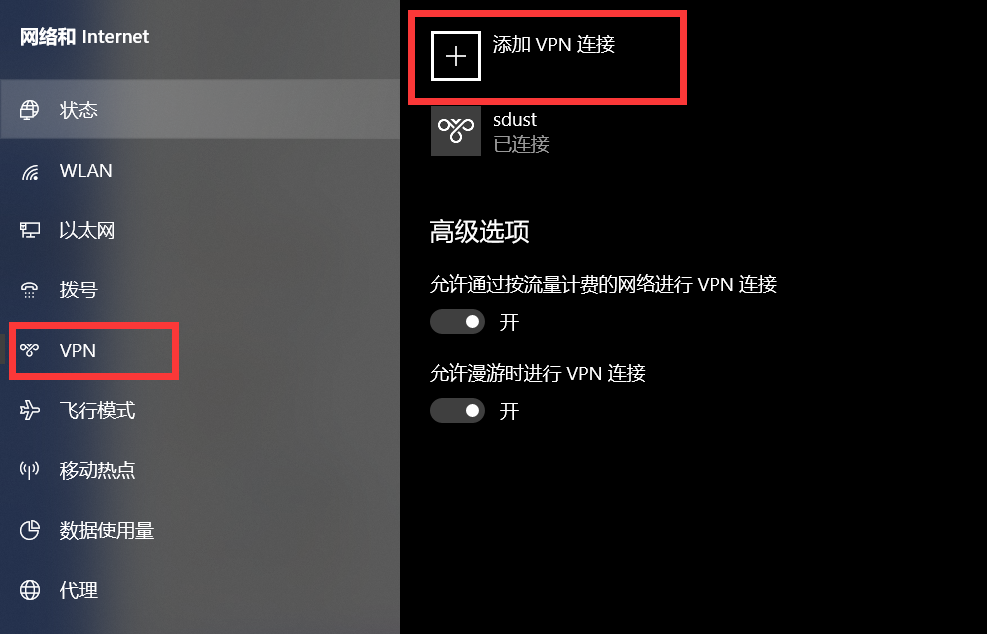 网络和 Internet
状态
WLAN
以太网
拨号
VPN
飞行模式
移动热点
数据使用量
代理
添加 VPN 连接
sdust
已连接
高级选项
允许通过按流量计费的网络进行 VPN 连接
开
允许漫游时进行 VPN 连接
开